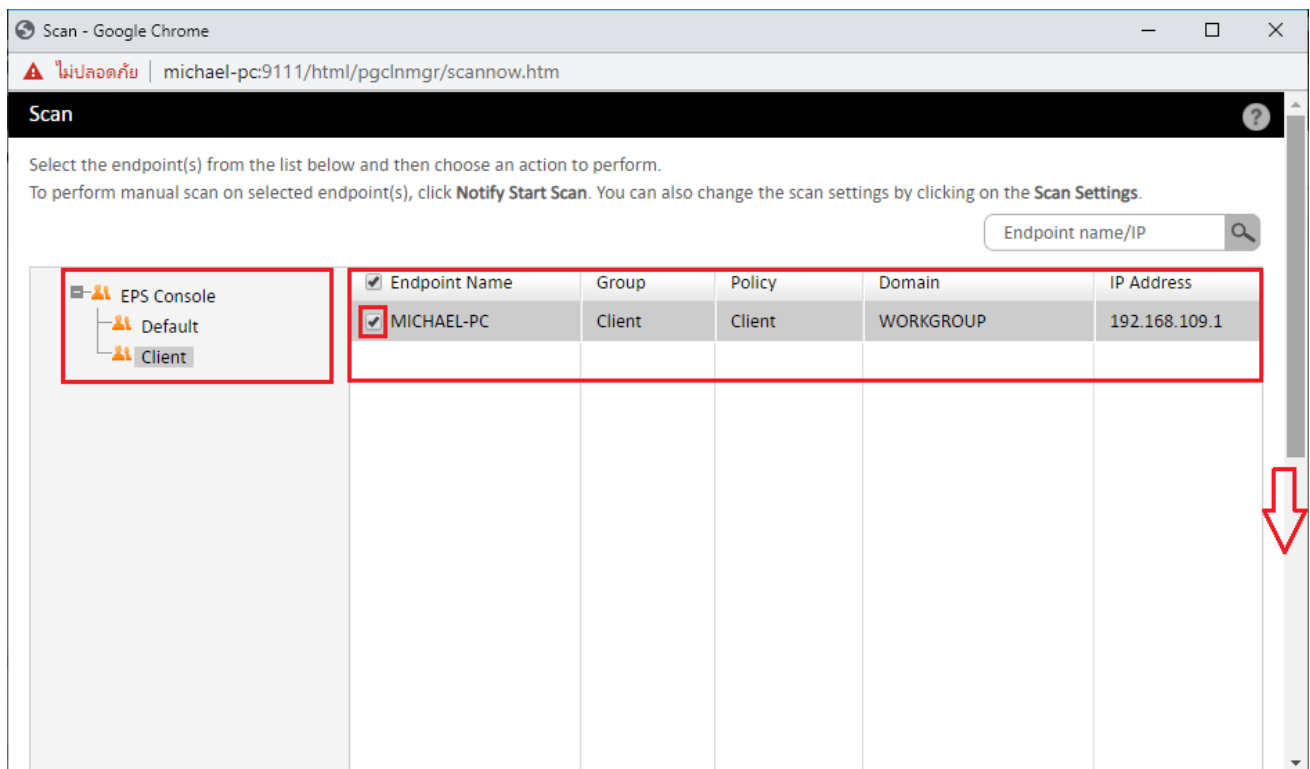 Scan - Google Chrome
ไม่ปลอดภัย | michael-pc:9111/html/pgclnmgr/scannow.htm
Scan
?
Select the endpoint(s) from the list below and then choose an action to perform.
To perform manual scan on selected endpoint(s), click Notify Start Scan. You can also change the scan settings by clicking on the Scan Settings.
Endpoint name/IP
EPS Console
Default
Client
Endpoint Name Group Policy Domain IP Address
MICHAEL-PC Client Client WORKGROUP 192.168.109.1